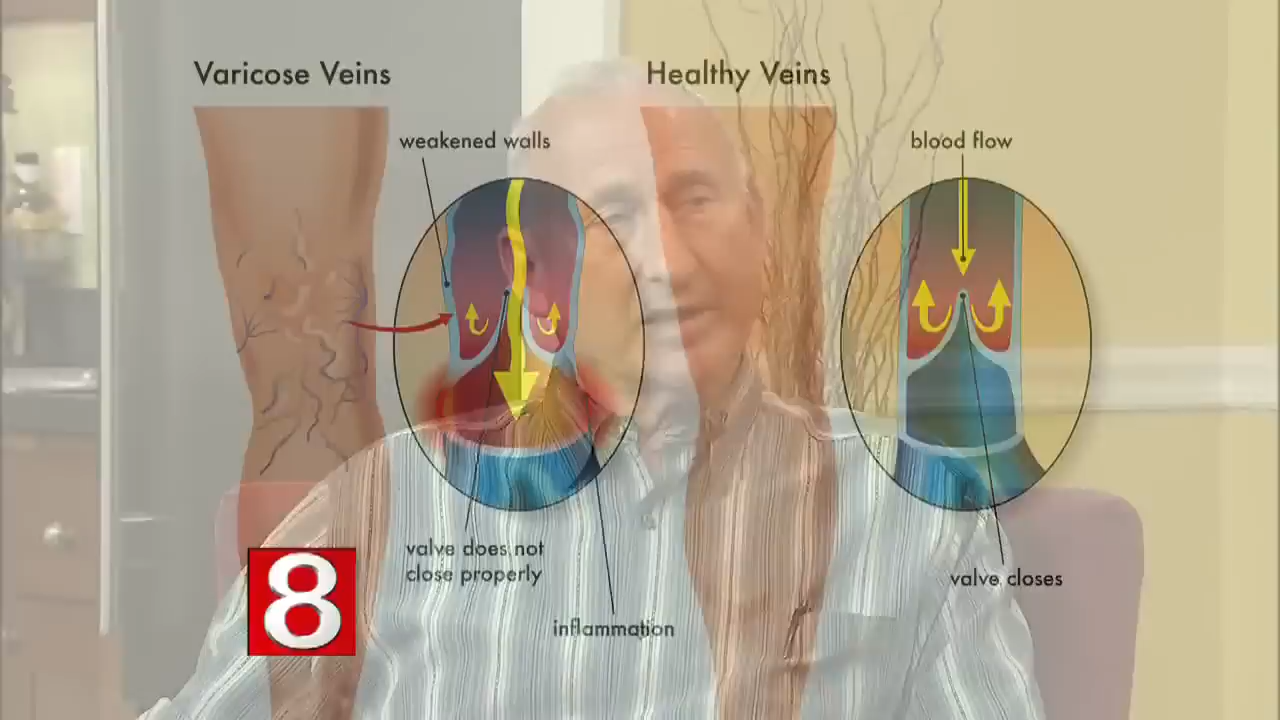 Varicose Veins
Healthy Veins
weakened walls
blood flow
valve does not
close properly
valve closes
inflammation
8